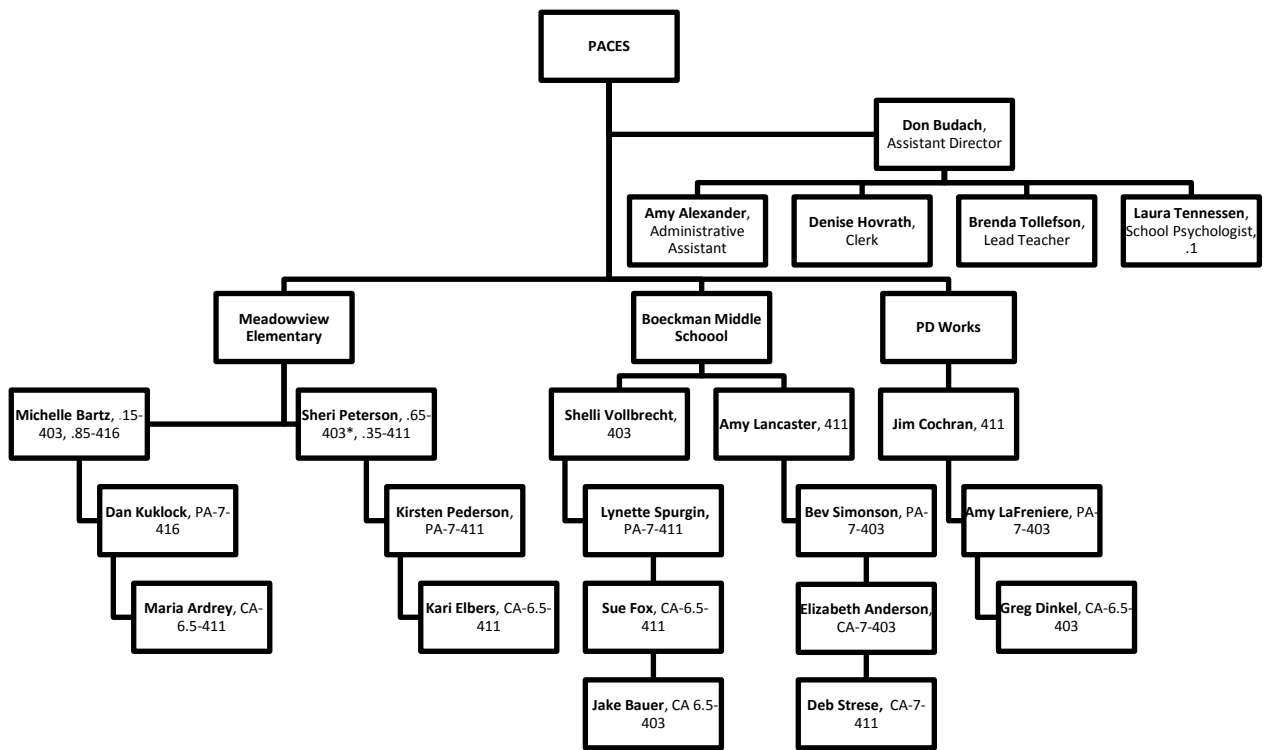 PACES
Don Budach,
Assistant Director
Amy Alexander,
Administrative
Assistant
Denise Hovrath,
Clerk
Brenda Tollefson,
Lead Teacher
Laura Tennessen,
School Psychologist,
.1
Meadowview
Elementary
Boeckman Middle
Schoool
PD Works
Michelle Bartz, .15-
403, .85-416
Sheri Peterson, .65-
403*, .35-411
Shelli Vollbrecht,
403
Amy Lancaster, 411
Jim Cochran, 411
Dan Kuklock, PA-7-
416
Kirsten Pederson,
PA-7-411
Lynette Spurgin,
PA-7-411
Bev Simonson, PA-
7-403
Amy LaFreniere, PA-
7-403
Maria Ardrey, CA-
6.5-411
Kari Elbers, CA-6.5-
411
Sue Fox, CA-6.5-
411
Elizabeth Anderson,
CA-7-403
Greg Dinkel, CA-6.5-
403
Jake Bauer, CA 6.5-
403
Deb Strese, CA-7-
411